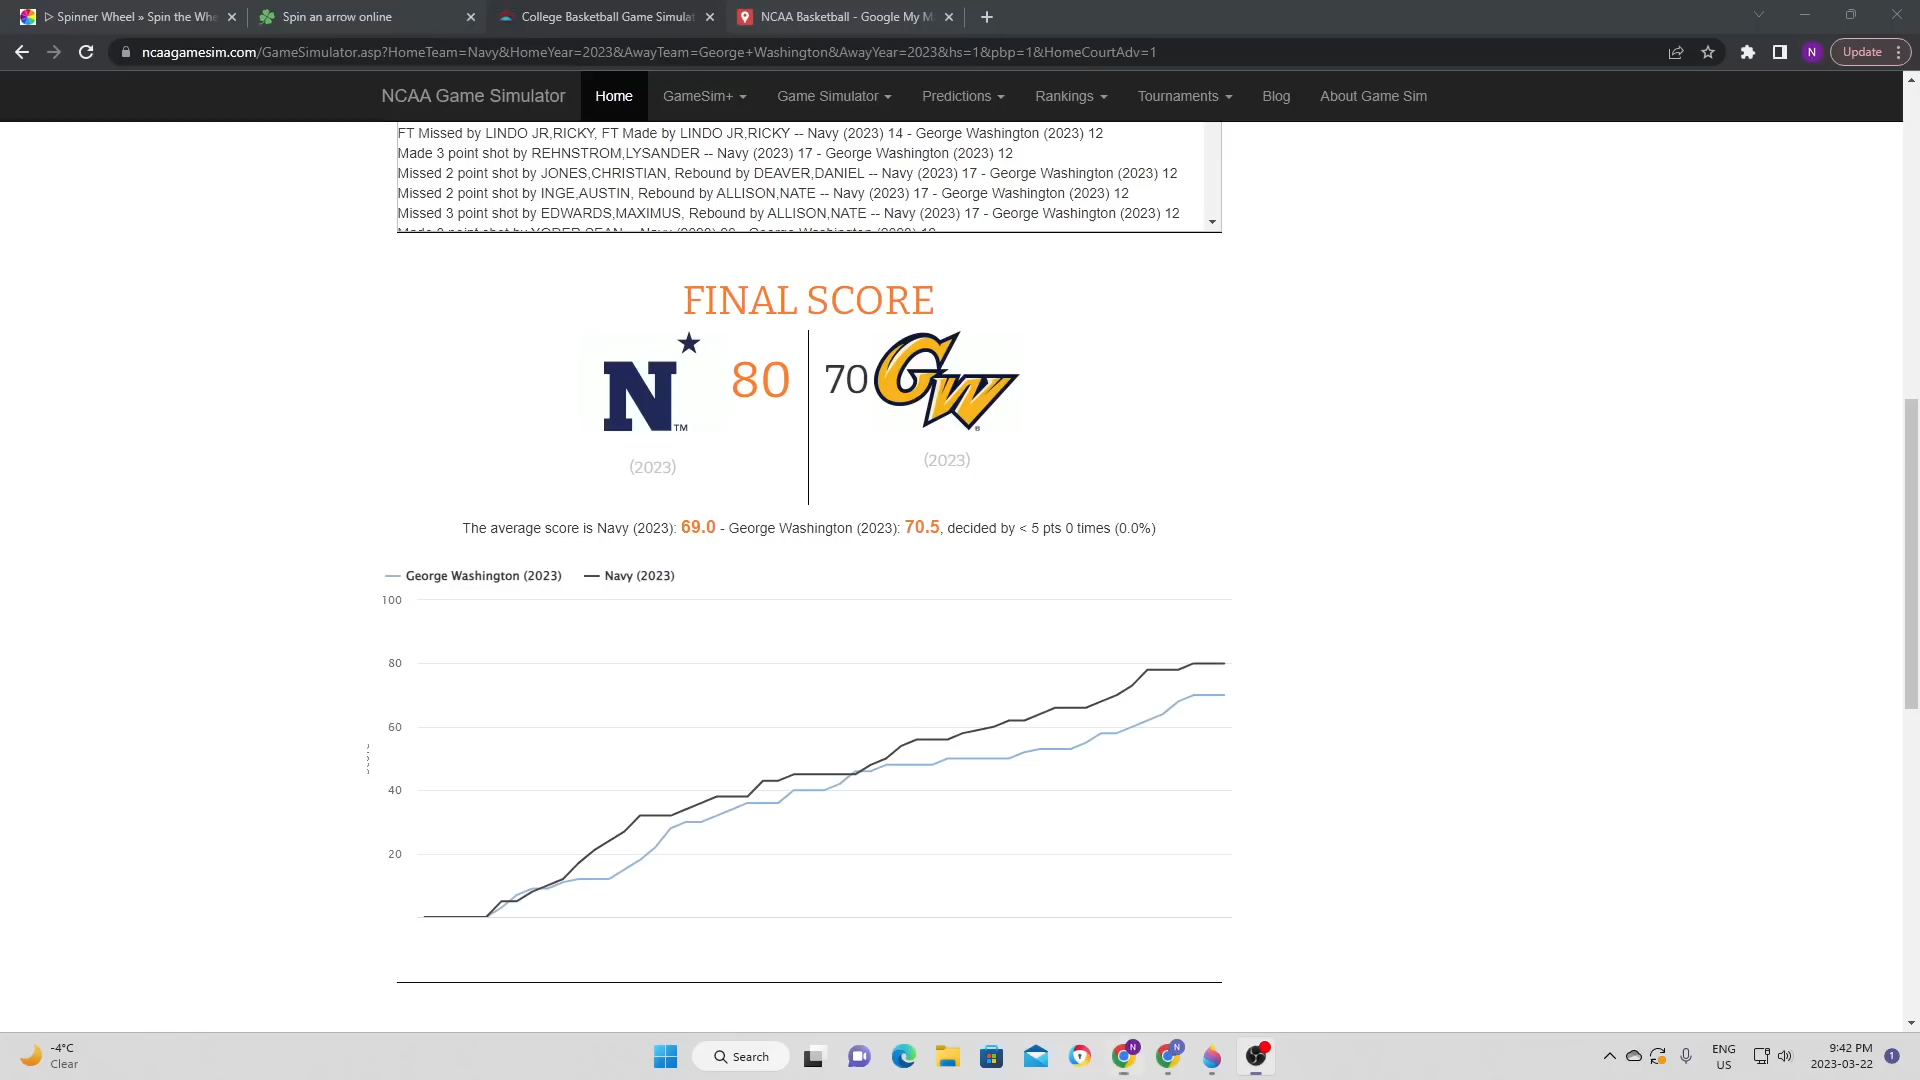 ▷ Spinner Wheel » Spin the Whe
Spin an arrow online
College Basketball Game Simulat
NCAA Basketball - Google My M
ncaagamesim.com/GameSimulator.asp?HomeTeam=Navy&HomeYear=2023&AwayTeam=George+Washington&AwayYear=2023&hs=1&pbp=1&HomeCourtAdv=1
N
Update
NCAA Game Simulator
Home
GameSim+
Game Simulator
Predictions
Rankings
Tournaments
Blog
About Game Sim
FT Missed by LINDO JR,RICKY, FT Made by LINDO JR,RICKY -- Navy (2023) 14 - George Washington (2023) 12
Made 3 point shot by REHNSTROM,LYSANDER -- Navy (2023) 17 - George Washington (2023) 12
Missed 2 point shot by JONES,CHRISTIAN, Rebound by DEAVER,DANIEL -- Navy (2023) 17 - George Washington (2023) 12
Missed 2 point shot by INGE,AUSTIN, Rebound by ALLISON,NATE -- Navy (2023) 17 - George Washington (2023) 12
Missed 3 point shot by EDWARDS,MAXIMUS, Rebound by ALLISON,NATE -- Navy (2023) 17 - George Washington (2023) 12
FINAL SCORE
N TM
80
70
GW
(2023)
(2023)
The average score is Navy (2023): 69.0 - George Washington (2023): 70.5, decided by < 5 pts 0 times (0.0%)
George Washington (2023)
Navy (2023)
100
80
60
40
20
-4°C
Clear
Search
N
N
ENG
US
9:42 PM
2023-03-22
1